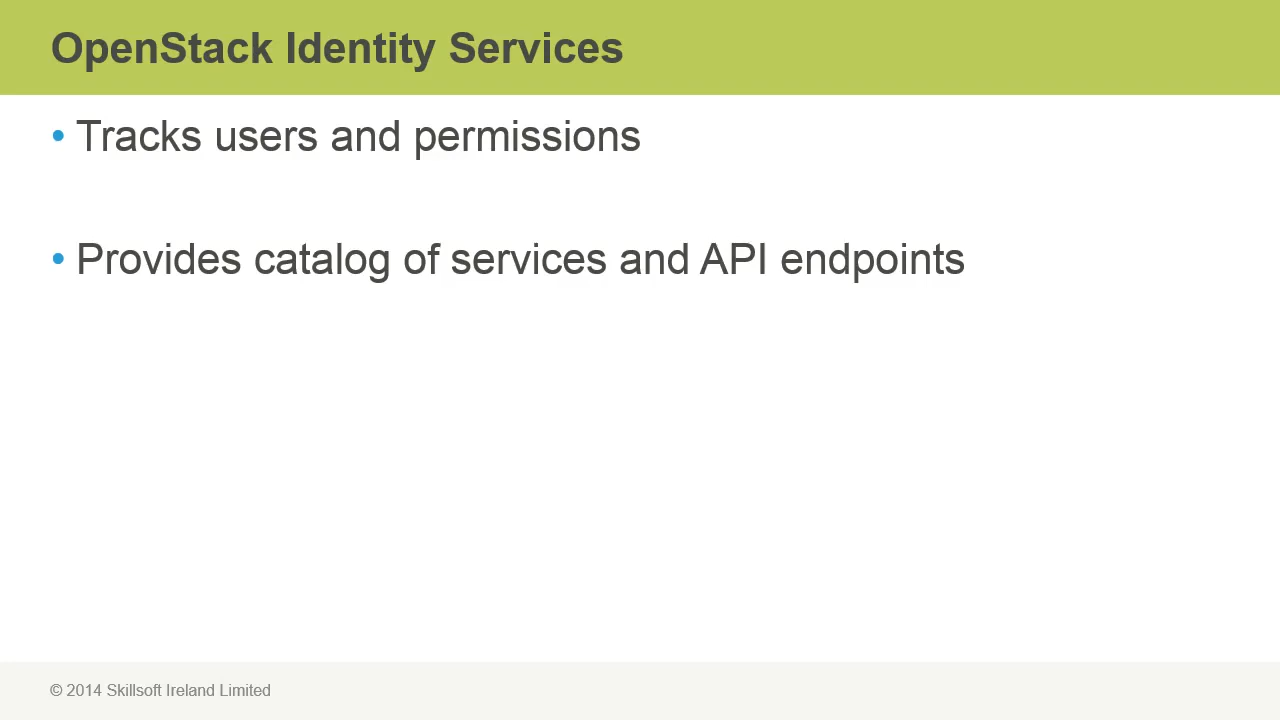 OpenStack Identity Services
• Tracks users and permissions
• Provides catalog of services and API endpoints
© 2014 Skillsoft Ireland Limited